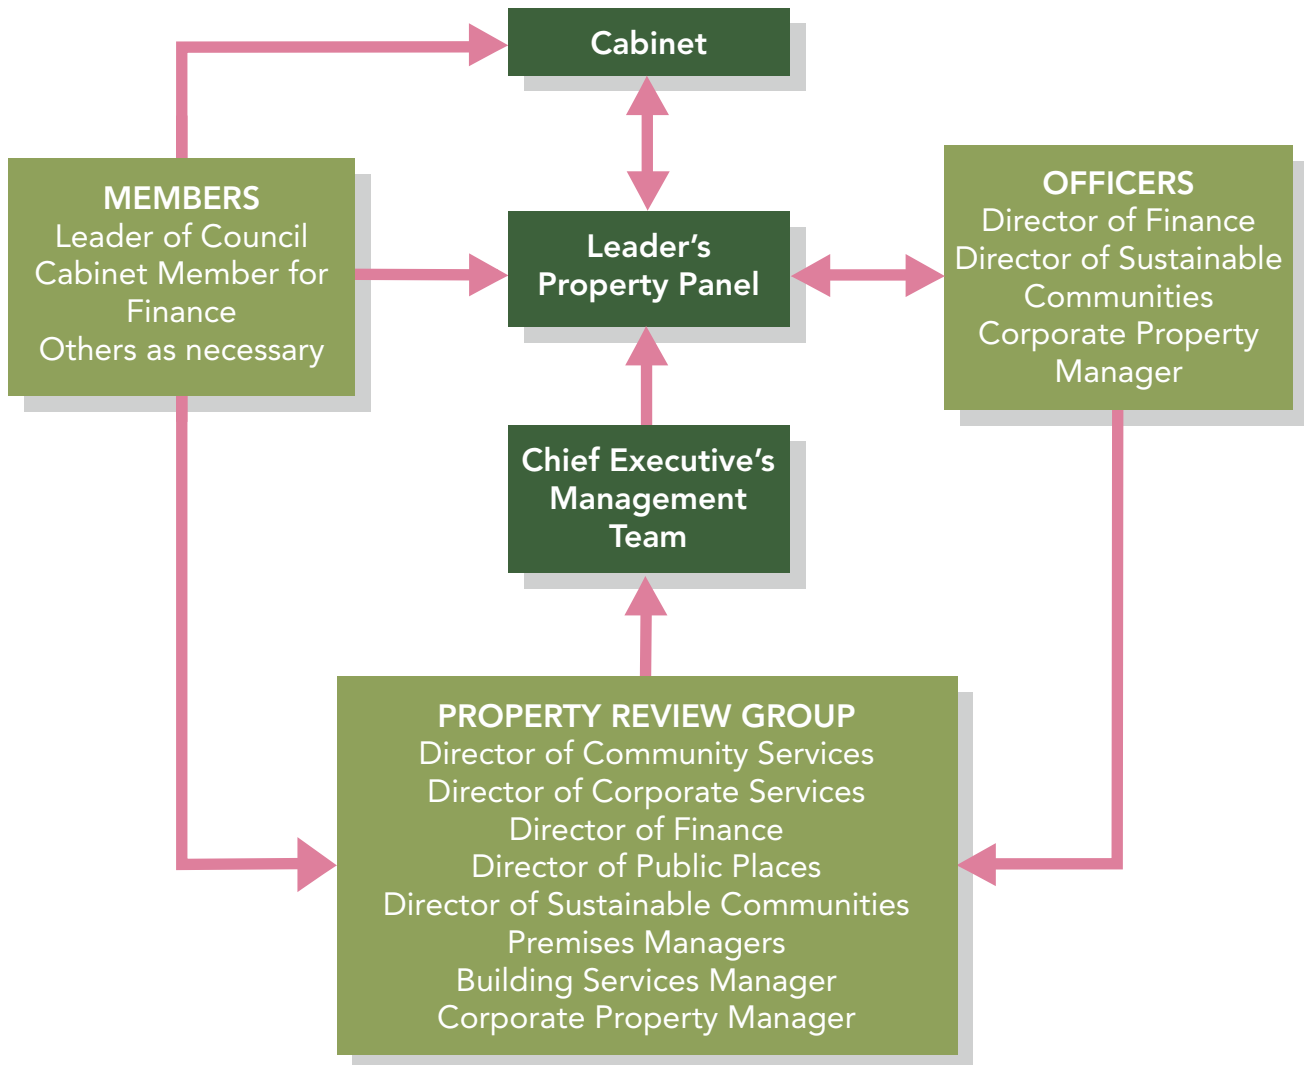 Cabinet
MEMBERS
Leader of Council
Cabinet Member for
Finance
Others as necessary
Leader’s
Property Panel
OFFICERS
Director of Finance
Director of Sustainable
Communities
Corporate Property
Manager
Chief Executive’s
Management
Team
PROPERTY REVIEW GROUP
Director of Community Services
Director of Corporate Services
Director of Finance
Director of Public Places
Director of Sustainable Communities
Premises Managers
Building Services Manager
Corporate Property Manager